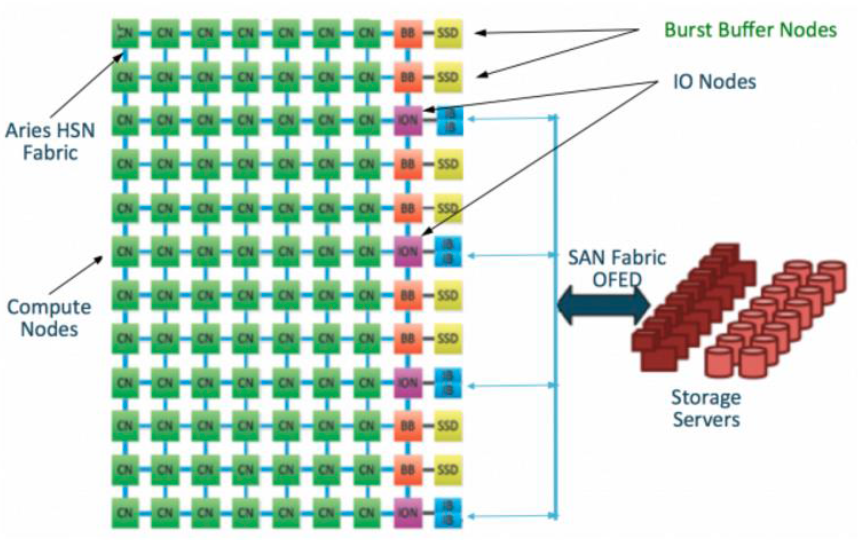 CN CN CN CN CN CN CN BB SSD
Burst Buffer Nodes
CN CN CN CN CN CN CN BB SSD
IO Nodes
CN CN CN CN CN CN CN ION IB
IB
Aries HSN
Fabric
CN CN CN CN CN CN CN BB SSD
CN CN CN CN CN CN CN BB SSD
CN CN CN CN CN CN CN ION IB
IB
SAN Fabric
OFED
Compute
Nodes
CN CN CN CN CN CN CN BB SSD
CN CN CN CN CN CN CN BB SSD
CN CN CN CN CN CN CN ION IB
IB
Storage
Servers
CN CN CN CN CN CN CN BB SSD
CN CN CN CN CN CN CN BB SSD
CN CN CN CN CN CN CN ION IB
IB